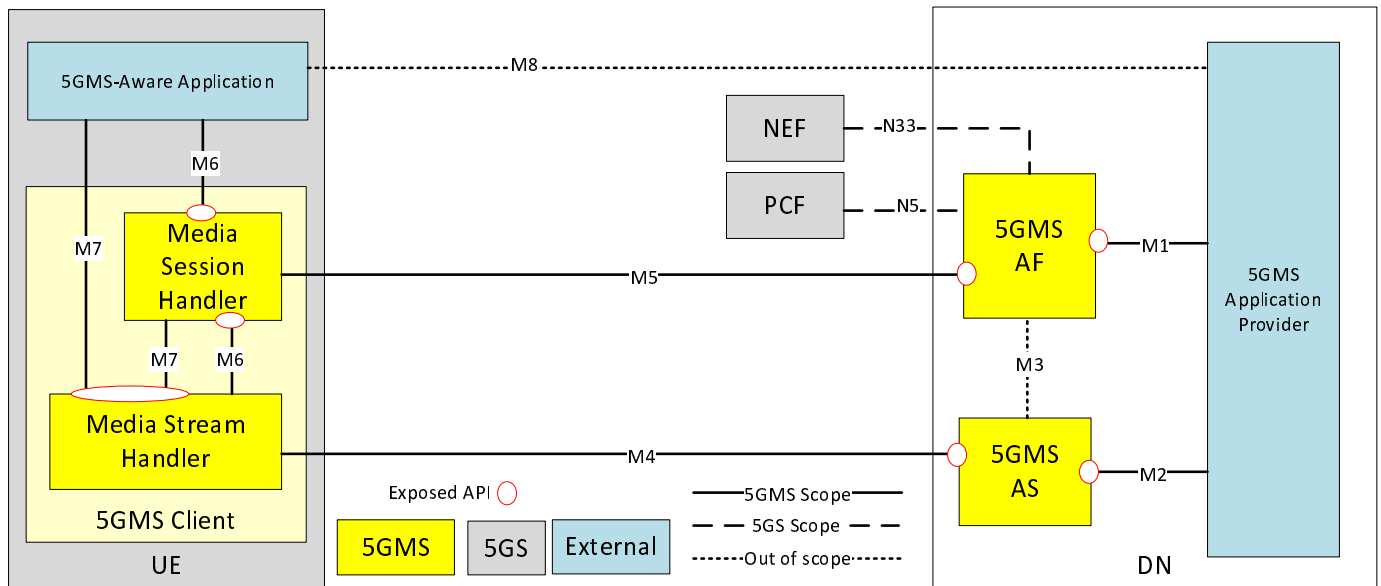 5GMS-Aware Application
M8
NEF
N33
M6
PCF
N5
M7
Media
Session
Handler
5GMS
AF
M1
M5
5GMS
Application
Provider
M7
M6
M3
Media Stream
Handler
M4
5GMS
AS
M2
Exposed API
5GMS Scope
5GS Scope
Out of scope
5GMS Client
5GMS
5GS
External
UE
DN